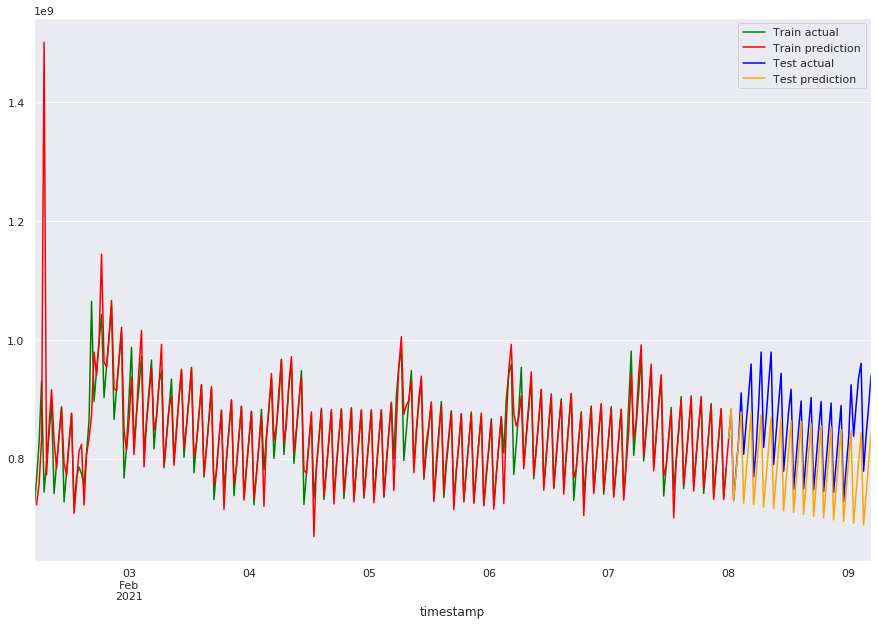 1e9
Train actual
Train prediction
Test actual
Test prediction
1.4
1.2
1.0
0.8
03 04 05 06 07 08 09
Feb
2021
timestamp